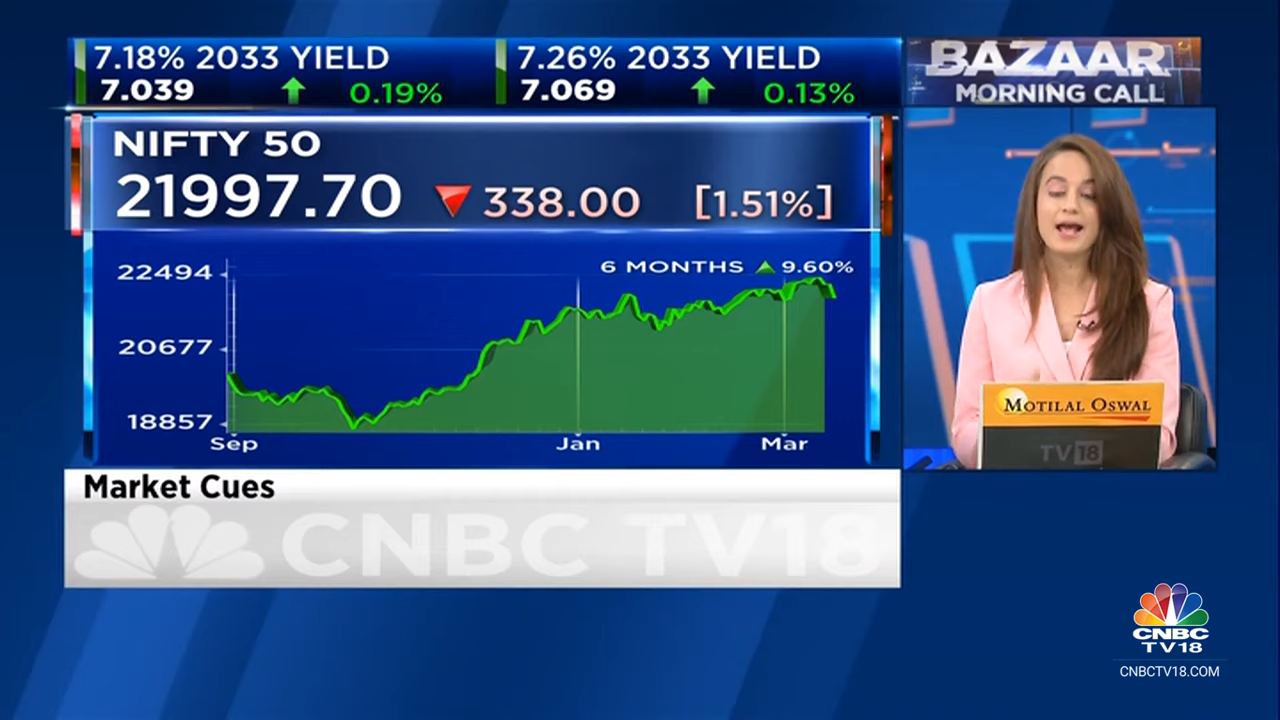 7.18% 2033 YIELD
7.039 0.19%
7.26% 2033 YIELD
7.069 0.13%
BAZAAR
MORNING CALL
NIFTY 50
21997.70 338.00 [1.51%]
6 MONTHS 9.60%
22494
20677
18857
Sep Jan Mar
MOTILAL OSWAL
TV18
Market Cues
CNBC TV18
CNBC
TV18
CNBCTV18.COM